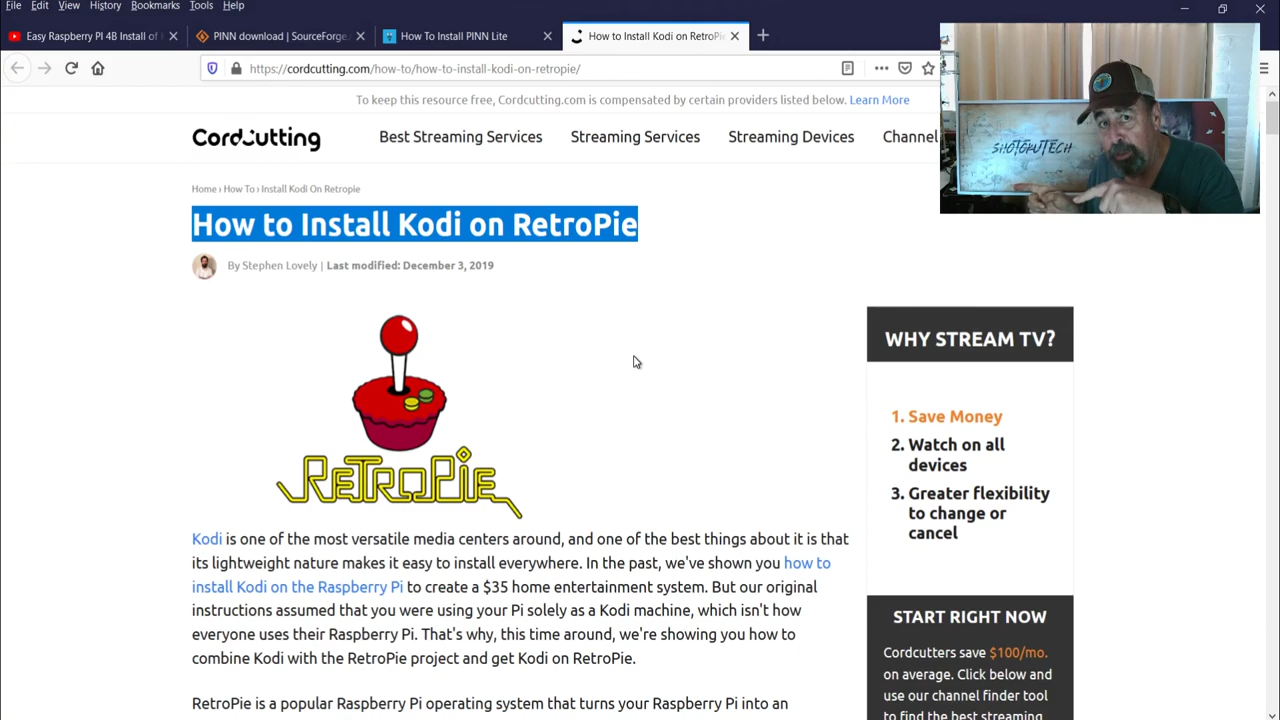 File Edit View History Bookmarks Tools Help
Easy Raspberry PI 4B Install of
PINN download | SourceForge.
How To Install PINN Lite
How to Install Kodi on RetroPi
https://cordcutting.com/how-to/how-to-install-kodi-on-retropie/
To keep this resource free, Cordcutting.com is compensated by certain providers listed below. Learn More
CordCutting
Best Streaming Services Streaming Services Streaming Devices Channel
SHOTOKUTECH
Home › How To › Install Kodi On Retropie
How to Install Kodi on RetroPie
By Stephen Lovely | Last modified: December 3, 2019
RETROPIE
WHY STREAM TV?
1. Save Money
2. Watch on all
devices
3. Greater flexibility
to change or
cancel
Kodi is one of the most versatile media centers around, and one of the best things about it is that
its lightweight nature makes it easy to install everywhere. In the past, we've shown you how to
install Kodi on the Raspberry Pi to create a $35 home entertainment system. But our original
instructions assumed that you were using your Pi solely as a Kodi machine, which isn't how
everyone uses their Raspberry Pi. That's why, this time around, we're showing you how to
combine Kodi with the RetroPie project and get Kodi on RetroPie.
RetroPie is a popular Raspberry Pi operating system that turns your Raspberry Pi into an
START RIGHT NOW
Cordcutters save $100/mo.
on average. Click below and
use our channel finder tool
to find the best streaming